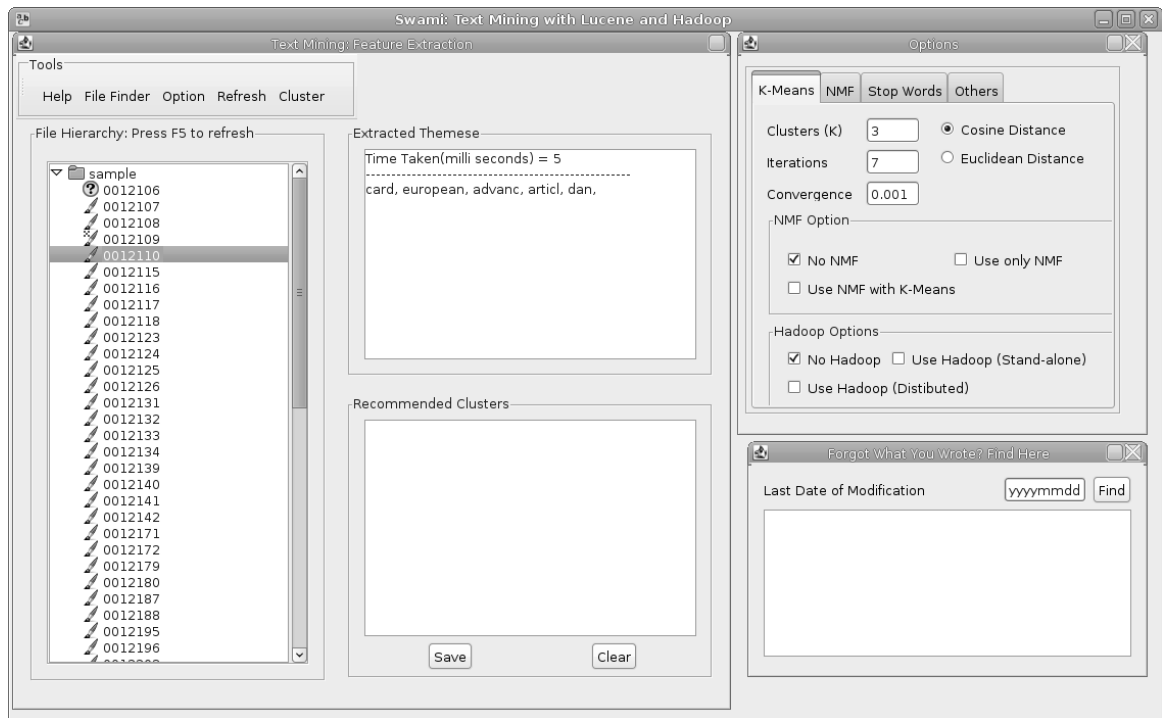 Swami: Text Mining with Lucene and Hadoop
Text Mining: Feature Extraction
Tools
Help File Finder Option Refresh Cluster
File Hierarchy: Press F5 to refresh
sample
0012106
0012107
0012108
0012109
0012110
0012115
0012116
0012117
0012118
0012123
0012124
0012125
0012126
0012131
0012132
0012133
0012134
0012139
0012140
0012141
0012142
0012171
0012172
0012179
0012180
0012187
0012188
0012195
0012196
Extracted Themese
Time Taken(milli seconds) = 5
----------------------------------------------------
card, european, advanc, articl, dan,
Recommended Clusters
Save Clear
Options
K-Means NMF Stop Words Others
Clusters (K) 3 Cosine Distance
Iterations 7 Euclidean Distance
Convergence 0.001
NMF Option
No NMF Use only NMF
Use NMF with K-Means
Hadoop Options
No Hadoop Use Hadoop (Stand-alone)
Use Hadoop (Distibuted)
Forgot What You Wrote? Find Here
Last Date of Modification yyyymmdd Find